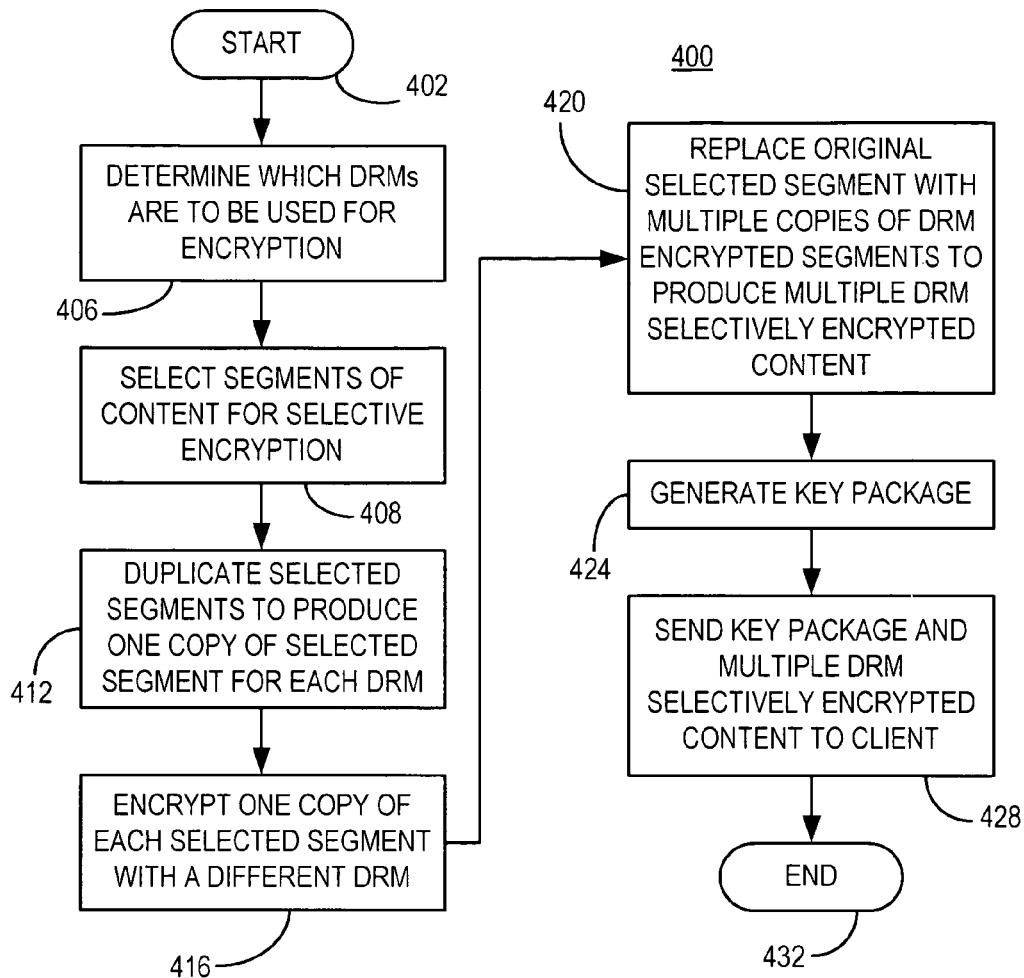 START
402
DETERMINE WHICH DRMs
ARE TO BE USED FOR
ENCRYPTION
406
SELECT SEGMENTS OF
CONTENT FOR SELECTIVE
ENCRYPTION
408
DUPLICATE SELECTED
SEGMENTS TO PRODUCE
ONE COPY OF SELECTED
SEGMENT FOR EACH DRM
412
ENCRYPT ONE COPY OF
EACH SELECTED SEGMENT
WITH A DIFFERENT DRM
416
400
420
REPLACE ORIGINAL
SELECTED SEGMENT WITH
MULTIPLE COPIES OF DRM
ENCRYPTED SEGMENTS TO
PRODUCE MULTIPLE DRM
SELECTIVELY ENCRYPTED
CONTENT
GENERATE KEY PACKAGE
424
SEND KEY PACKAGE AND
MULTIPLE DRM
SELECTIVELY ENCRYPTED
CONTENT TO CLIENT
428
END
432